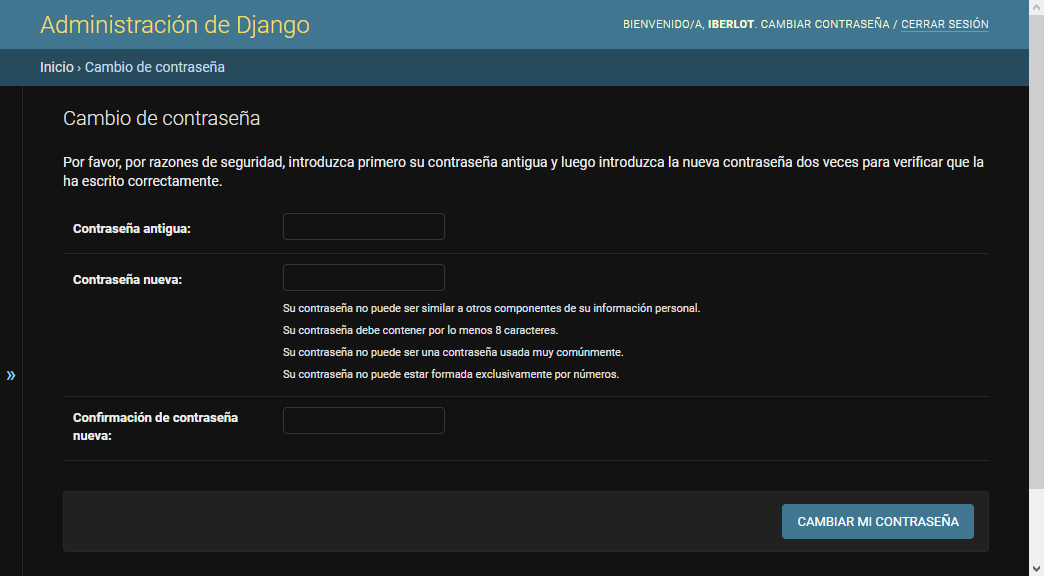 Administración de Django
BIENVENIDO/A, IBERLOT. CAMBIAR CONTRASEÑA / CERRAR SESIÓN
Inicio › Cambio de contraseña
Cambio de contraseña
Por favor, por razones de seguridad, introduzca primero su contraseña antigua y luego introduzca la nueva contraseña dos veces para verificar que la
ha escrito correctamente.
Contraseña antigua:
Contraseña nueva:
Su contraseña no puede ser similar a otros componentes de su información personal.
Su contraseña debe contener por lo menos 8 caracteres.
Su contraseña no puede ser una contraseña usada muy comúnmente.
Su contraseña no puede estar formada exclusivamente por números.
»
Confirmación de contraseña
nueva:
CAMBIAR MI CONTRASEÑA